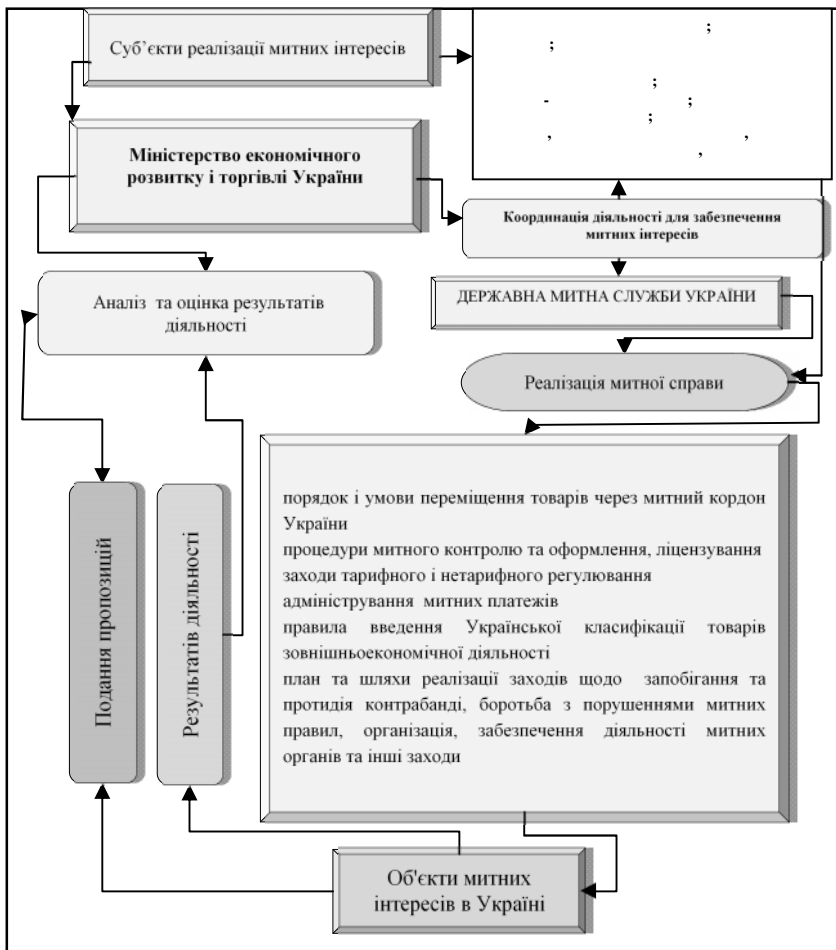 Суб’єкти реалізації митних інтересів
;
;
;
- ;
;
, ,
,
Міністерство економічного
розвитку і торгівлі України
Координація діяльності для забезпечення
митних інтересів
Аналіз та оцінка результатів
діяльності
ДЕРЖАВНА МИТНА СЛУЖБИ УКРАЇНИ
Реалізація митної справи
порядок і умови переміщення товарів через митний кордон
України
процедури митного контролю та оформлення, ліцензування
заходи тарифного і нетарифного регулювання
адміністрування митних платежів
правила введення Української класифікації товарів
зовнішньоекономічної діяльності
план та шляхи реалізації заходів щодо запобігання та
протидія контрабанді, боротьба з порушеннями митних
правил, організація, забезпечення діяльності митних
органів та інші заходи
Подання пропозицій
Результатів діяльності
Об'єкти митних
інтересів в Україні